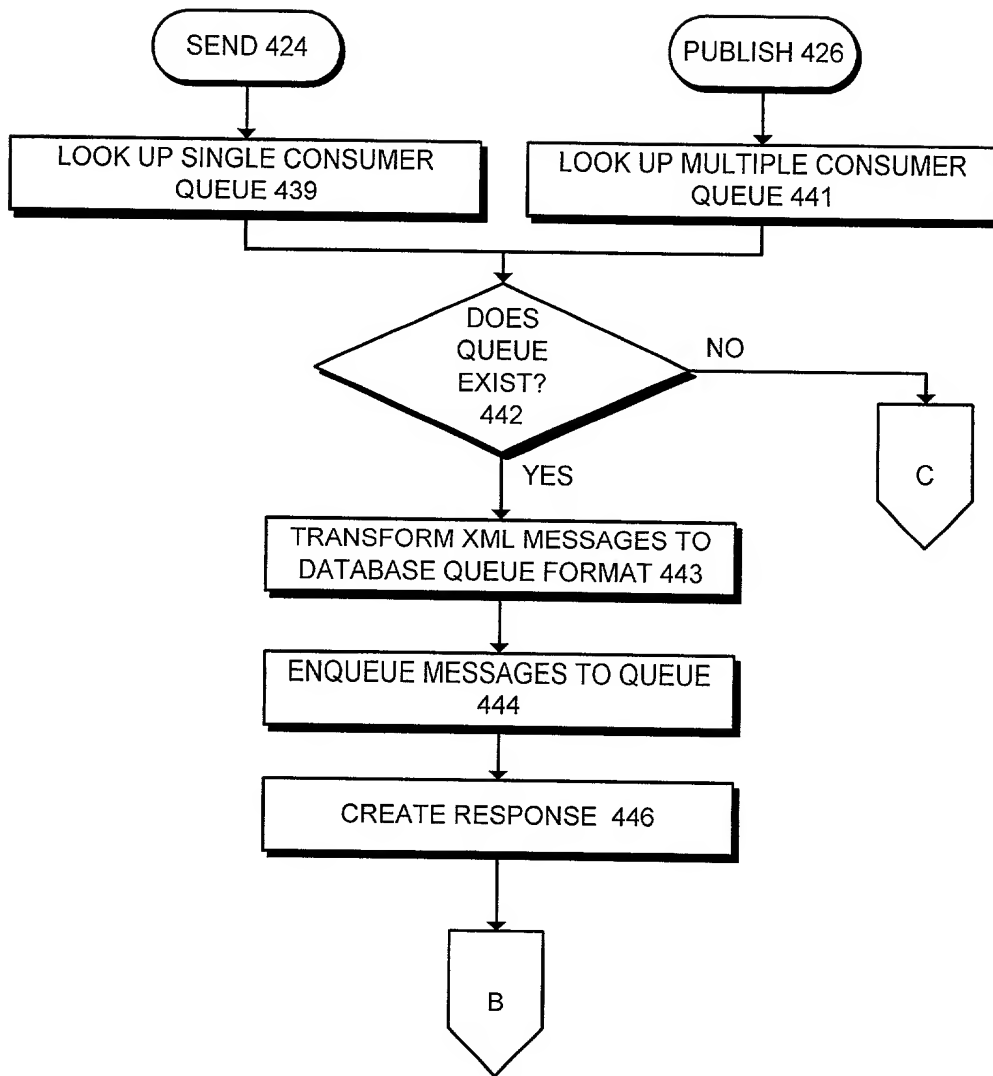 SEND 424
PUBLISH 426
LOOK UP SINGLE CONSUMER
QUEUE 439
LOOK UP MULTIPLE CONSUMER
QUEUE 441
DOES
QUEUE
EXIST?
442
NO
C
YES
TRANSFORM XML MESSAGES TO
DATABASE QUEUE FORMAT 443
ENQUEUE MESSAGES TO QUEUE
444
CREATE RESPONSE 446
B